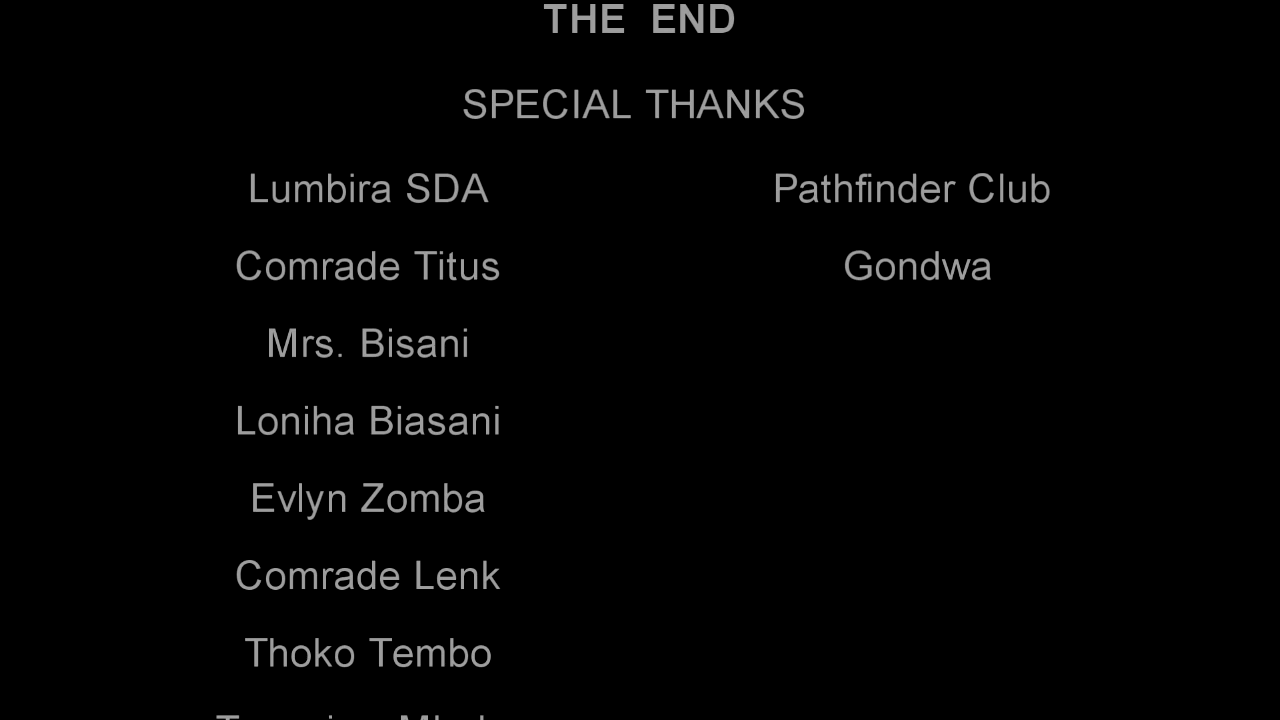 THE END
SPECIAL THANKS
Lumbira SDA Pathfinder Club
Comrade Titus Gondwa
Mrs. Bisani
Loniha Biasani
Evlyn Zomba
Comrade Lenk
Thoko Tembo